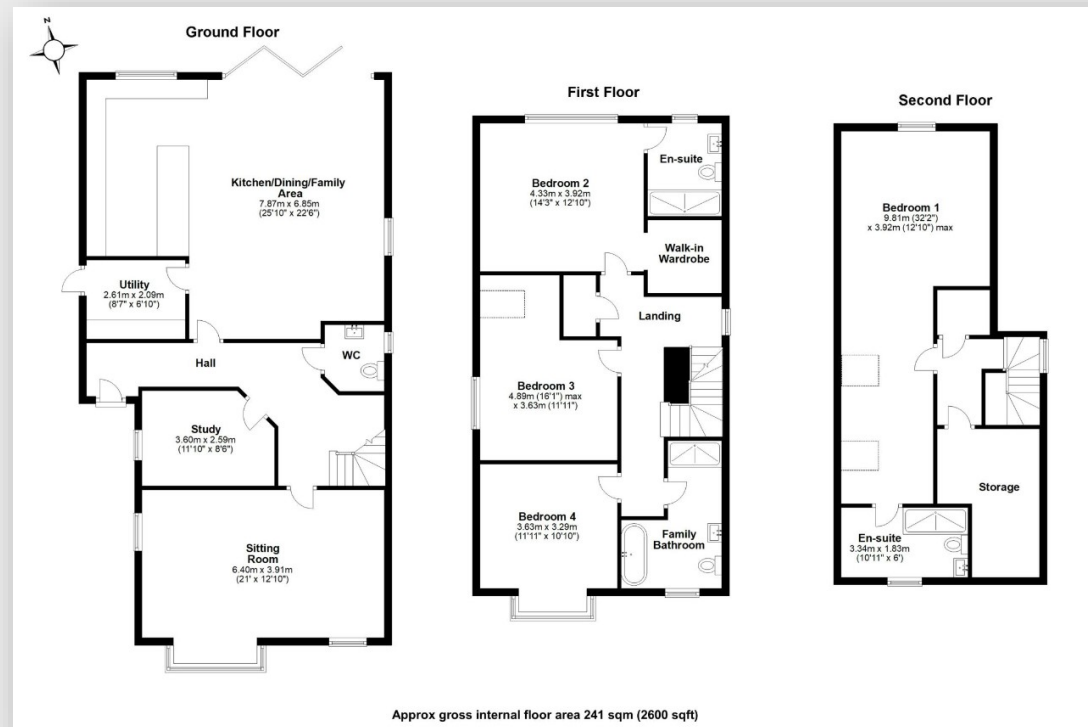 N
Ground Floor
Kitchen/Dining/Family
Area
7.87m x 6.85m
(25'10" x 22'6")
Utility
2.61m x 2.09m
(8'7" x 6'10")
Hall
WC
Study
3.60m x 2.59m
(11'10" x 8'6")
Sitting
Room
6.40m x 3.91m
(21' x 12'10")
First Floor
Bedroom 2
4.33m x 3.92m
(14'3" x 12'10")
En-suite
Walk-in
Wardrobe
Landing
Bedroom 3
4.89m (16'1") max
x 3.63m (11'11")
Bedroom 4
3.63m x 3.29m
(11'11" x 10'10")
Family
Bathroom
Second Floor
Bedroom 1
9.81m (32'2")
x 3.92m (12'10") max
Storage
En-suite
3.34m x 1.83m
(10'11" x 6')
Approx gross internal floor area 241 sqm (2600 sqft)